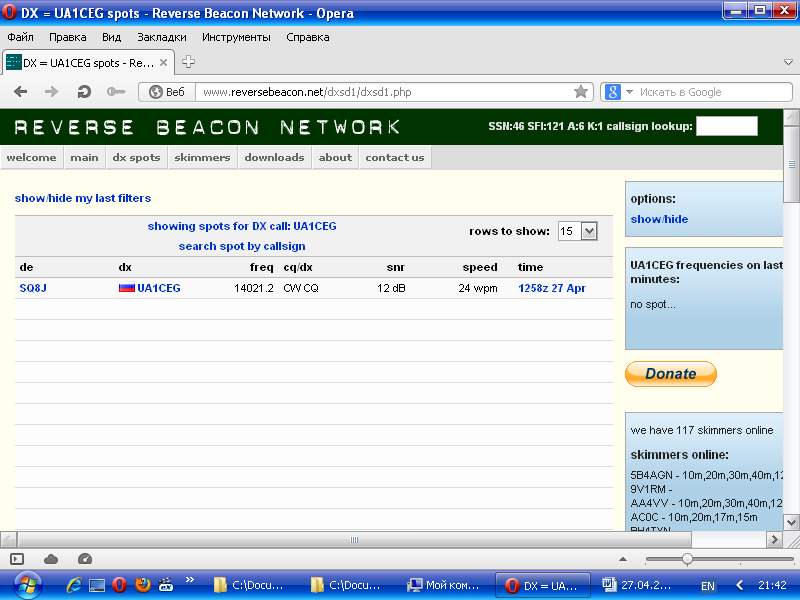 DX = UA1CEG spots - Reverse Beacon Network - Opera
Файл Правка Вид Закладки Инструменты Справка
DX = UA1CEG spots - Re...
Веб www.reversebeacon.net/dxsd1/dxsd1.php Искать в Google
REVERSE BEACON NETWORK
SSN:46 SFI:121 A:6 K:1 callsign lookup:
welcome main dx spots skimmers downloads about contact us
show/hide my last filters
showing spots for DX call: UA1CEG
search spot by callsign
rows to show: 15
de dx freq cq/dx snr speed time
SQ8J UA1CEG 14021.2 CW CQ 12 dB 24 wpm 1258z 27 Apr
options:
show/hide
UA1CEG frequencies on last
minutes:
no spot...
Donate
we have 117 skimmers online
skimmers online:
5B4AGN - 10m,20m,30m,40m,12
9V1RM -
AA4VV - 10m,20m,30m,40m,12
AC0C - 10m,20m,17m,15m
C:\Docu... C:\Docu... Мой ком... DX = UA... 27.04.2... EN 21:42